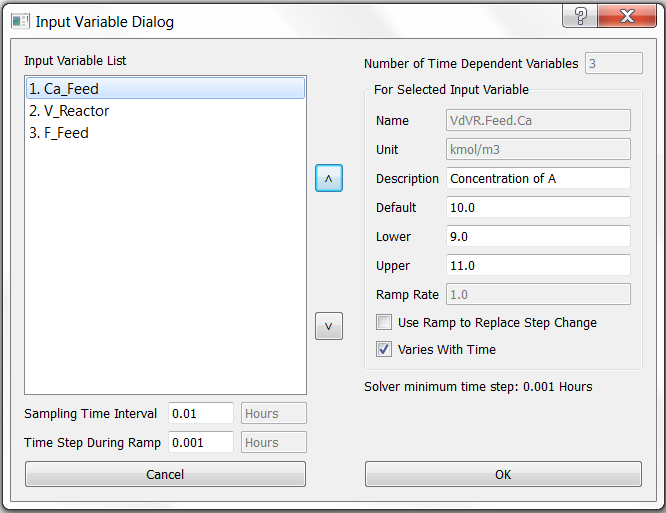 Input Variable Dialog
?
X
Input Variable List
1. Ca_Feed
2. V_Reactor
3. F_Feed
^
v
Sampling Time Interval 0.01 Hours
Time Step During Ramp 0.001 Hours
Cancel
Number of Time Dependent Variables 3
For Selected Input Variable
Name VdVR.Feed.Ca
Unit kmol/m3
Description Concentration of A
Default 10.0
Lower 9.0
Upper 11.0
Ramp Rate 1.0
Use Ramp to Replace Step Change
Varies With Time
Solver minimum time step: 0.001 Hours
OK